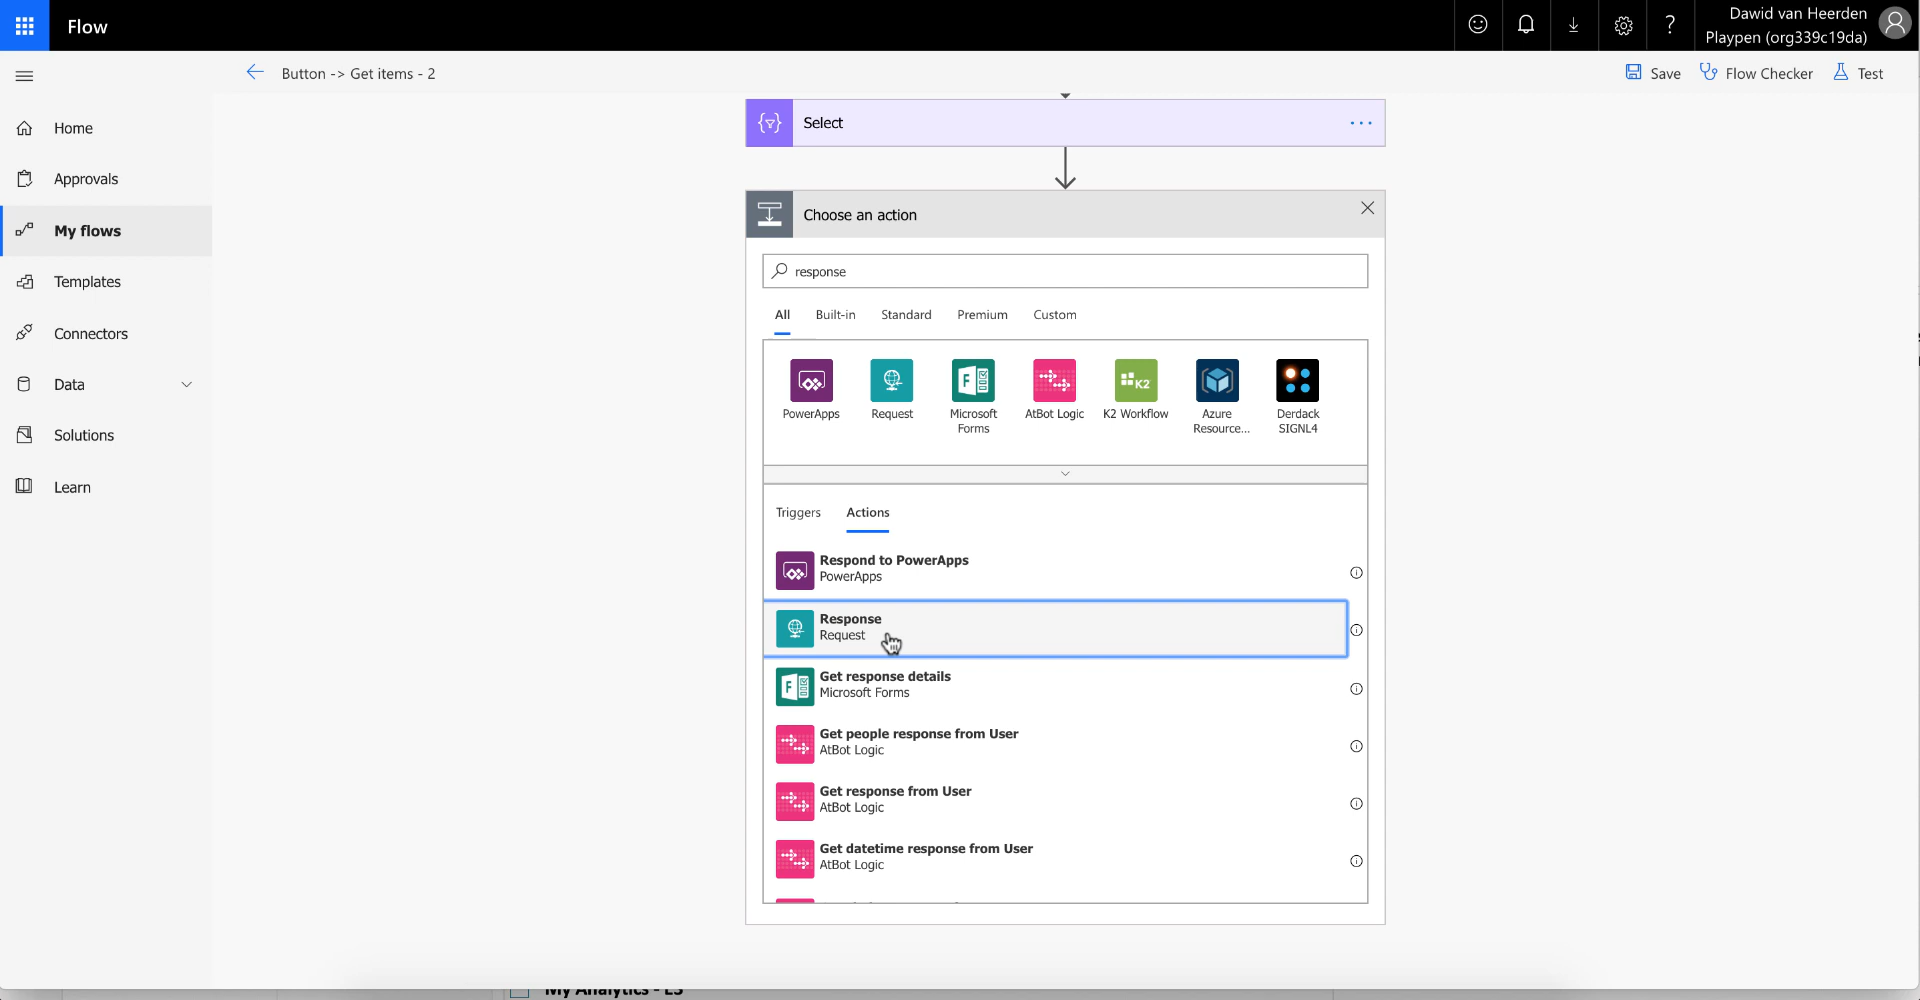 Flow
Dawid van Heerden
Playpen (org339c19da)
Button -> Get items - 2
Save
Flow Checker
Test
Home
Approvals
My flows
Templates
Connectors
Data
Solutions
Learn
Select
Choose an action
response
All
Built-in
Standard
Premium
Custom
PowerApps
Request
Microsoft
Forms
AtBot Logic
K2
K2 Workflow
Azure
Resource...
Derdack
SIGNL4
Triggers
Actions
Respond to PowerApps
PowerApps
Response
Request
Get response details
Microsoft Forms
Get people response from User
AtBot Logic
Get response from User
AtBot Logic
Get datetime response from User
AtBot Logic
My Analytics - E5